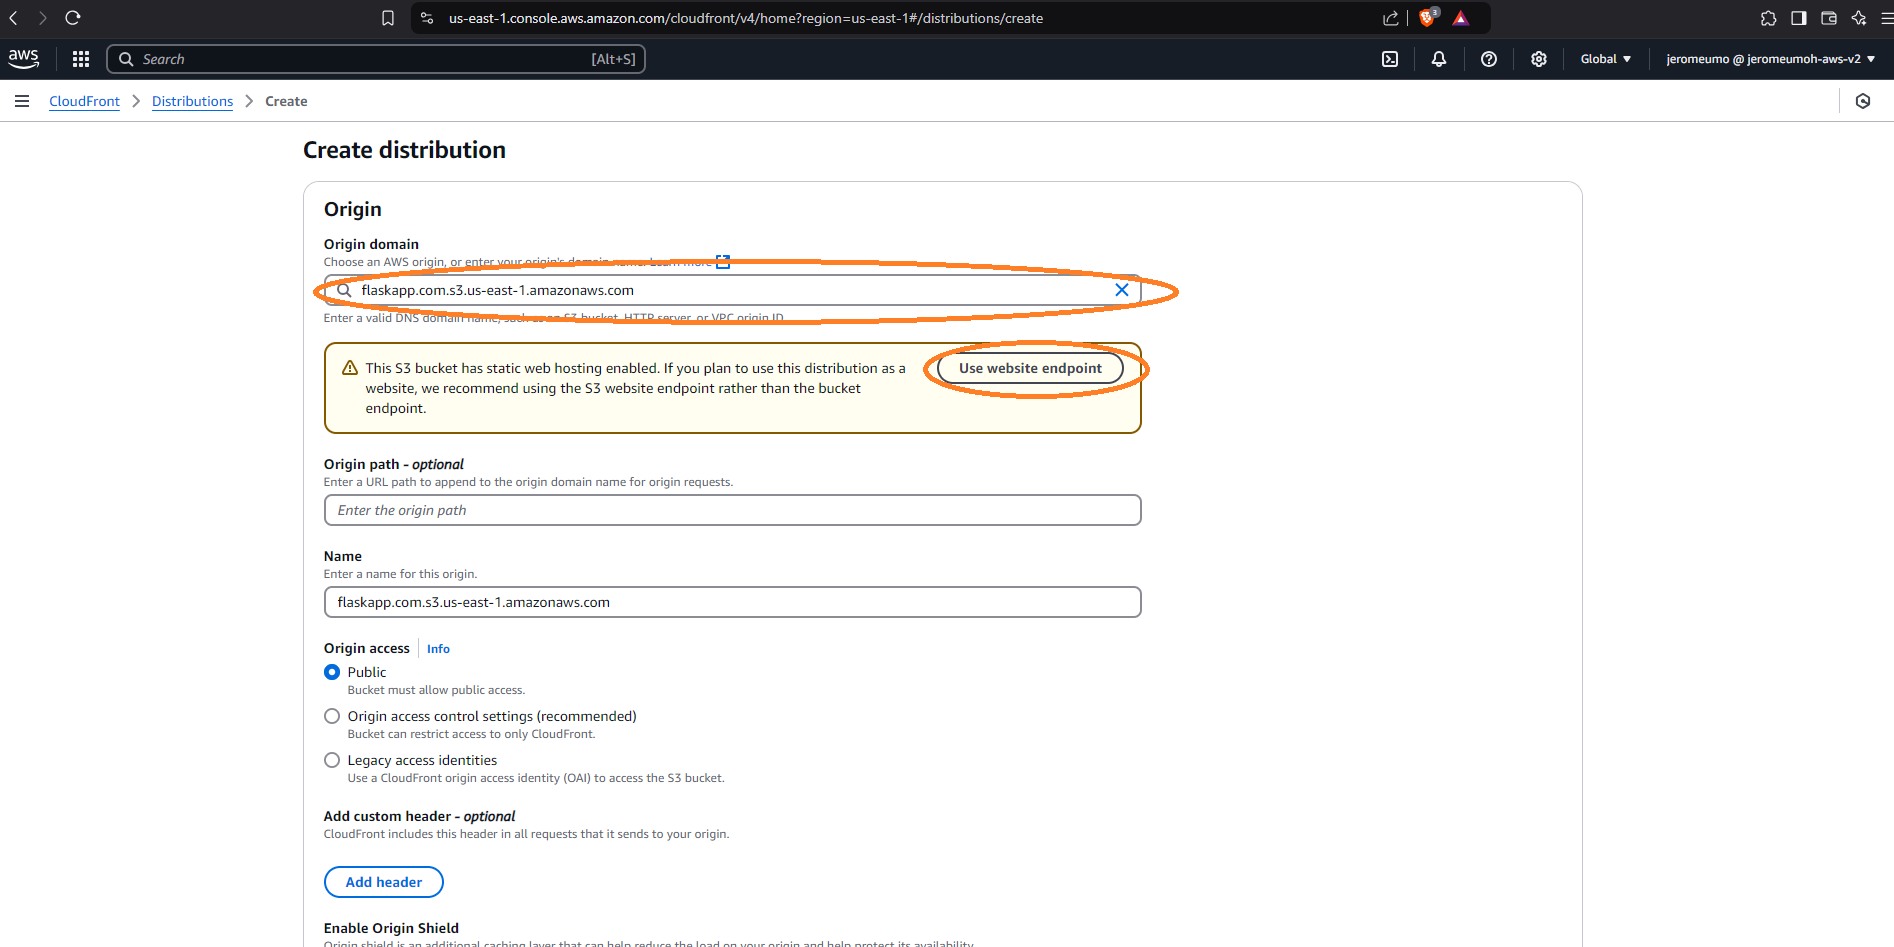 us-east-1.console.aws.amazon.com/cloudfront/v4/home?region=us-east-1#/distributions/create
3
aws
Search
[Alt+S]
Global
jeromeumo @ jeromeumoh-aws-v2
CloudFront
Distributions
Create
Create distribution
Origin
Origin domain
Choose an AWS origin, or enter your origin's domain name. Learn more
flaskapp.com.s3.us-east-1.amazonaws.com
Enter a valid DNS domain name, such as an S3 bucket, HTTP server, or VPC origin ID.
This S3 bucket has static web hosting enabled. If you plan to use this distribution as a
website, we recommend using the S3 website endpoint rather than the bucket
endpoint.
Use website endpoint
Origin path - optional
Enter a URL path to append to the origin domain name for origin requests.
Enter the origin path
Name
Enter a name for this origin.
flaskapp.com.s3.us-east-1.amazonaws.com
Origin access
Info
Public
Bucket must allow public access.
Origin access control settings (recommended)
Bucket can restrict access to only CloudFront.
Legacy access identities
Use a CloudFront origin access identity (OAI) to access the S3 bucket.
Add custom header - optional
CloudFront includes this header in all requests that it sends to your origin.
Add header
Enable Origin Shield
Origin shield is an additional caching layer that can help reduce the load on your origin and help protect its availability.